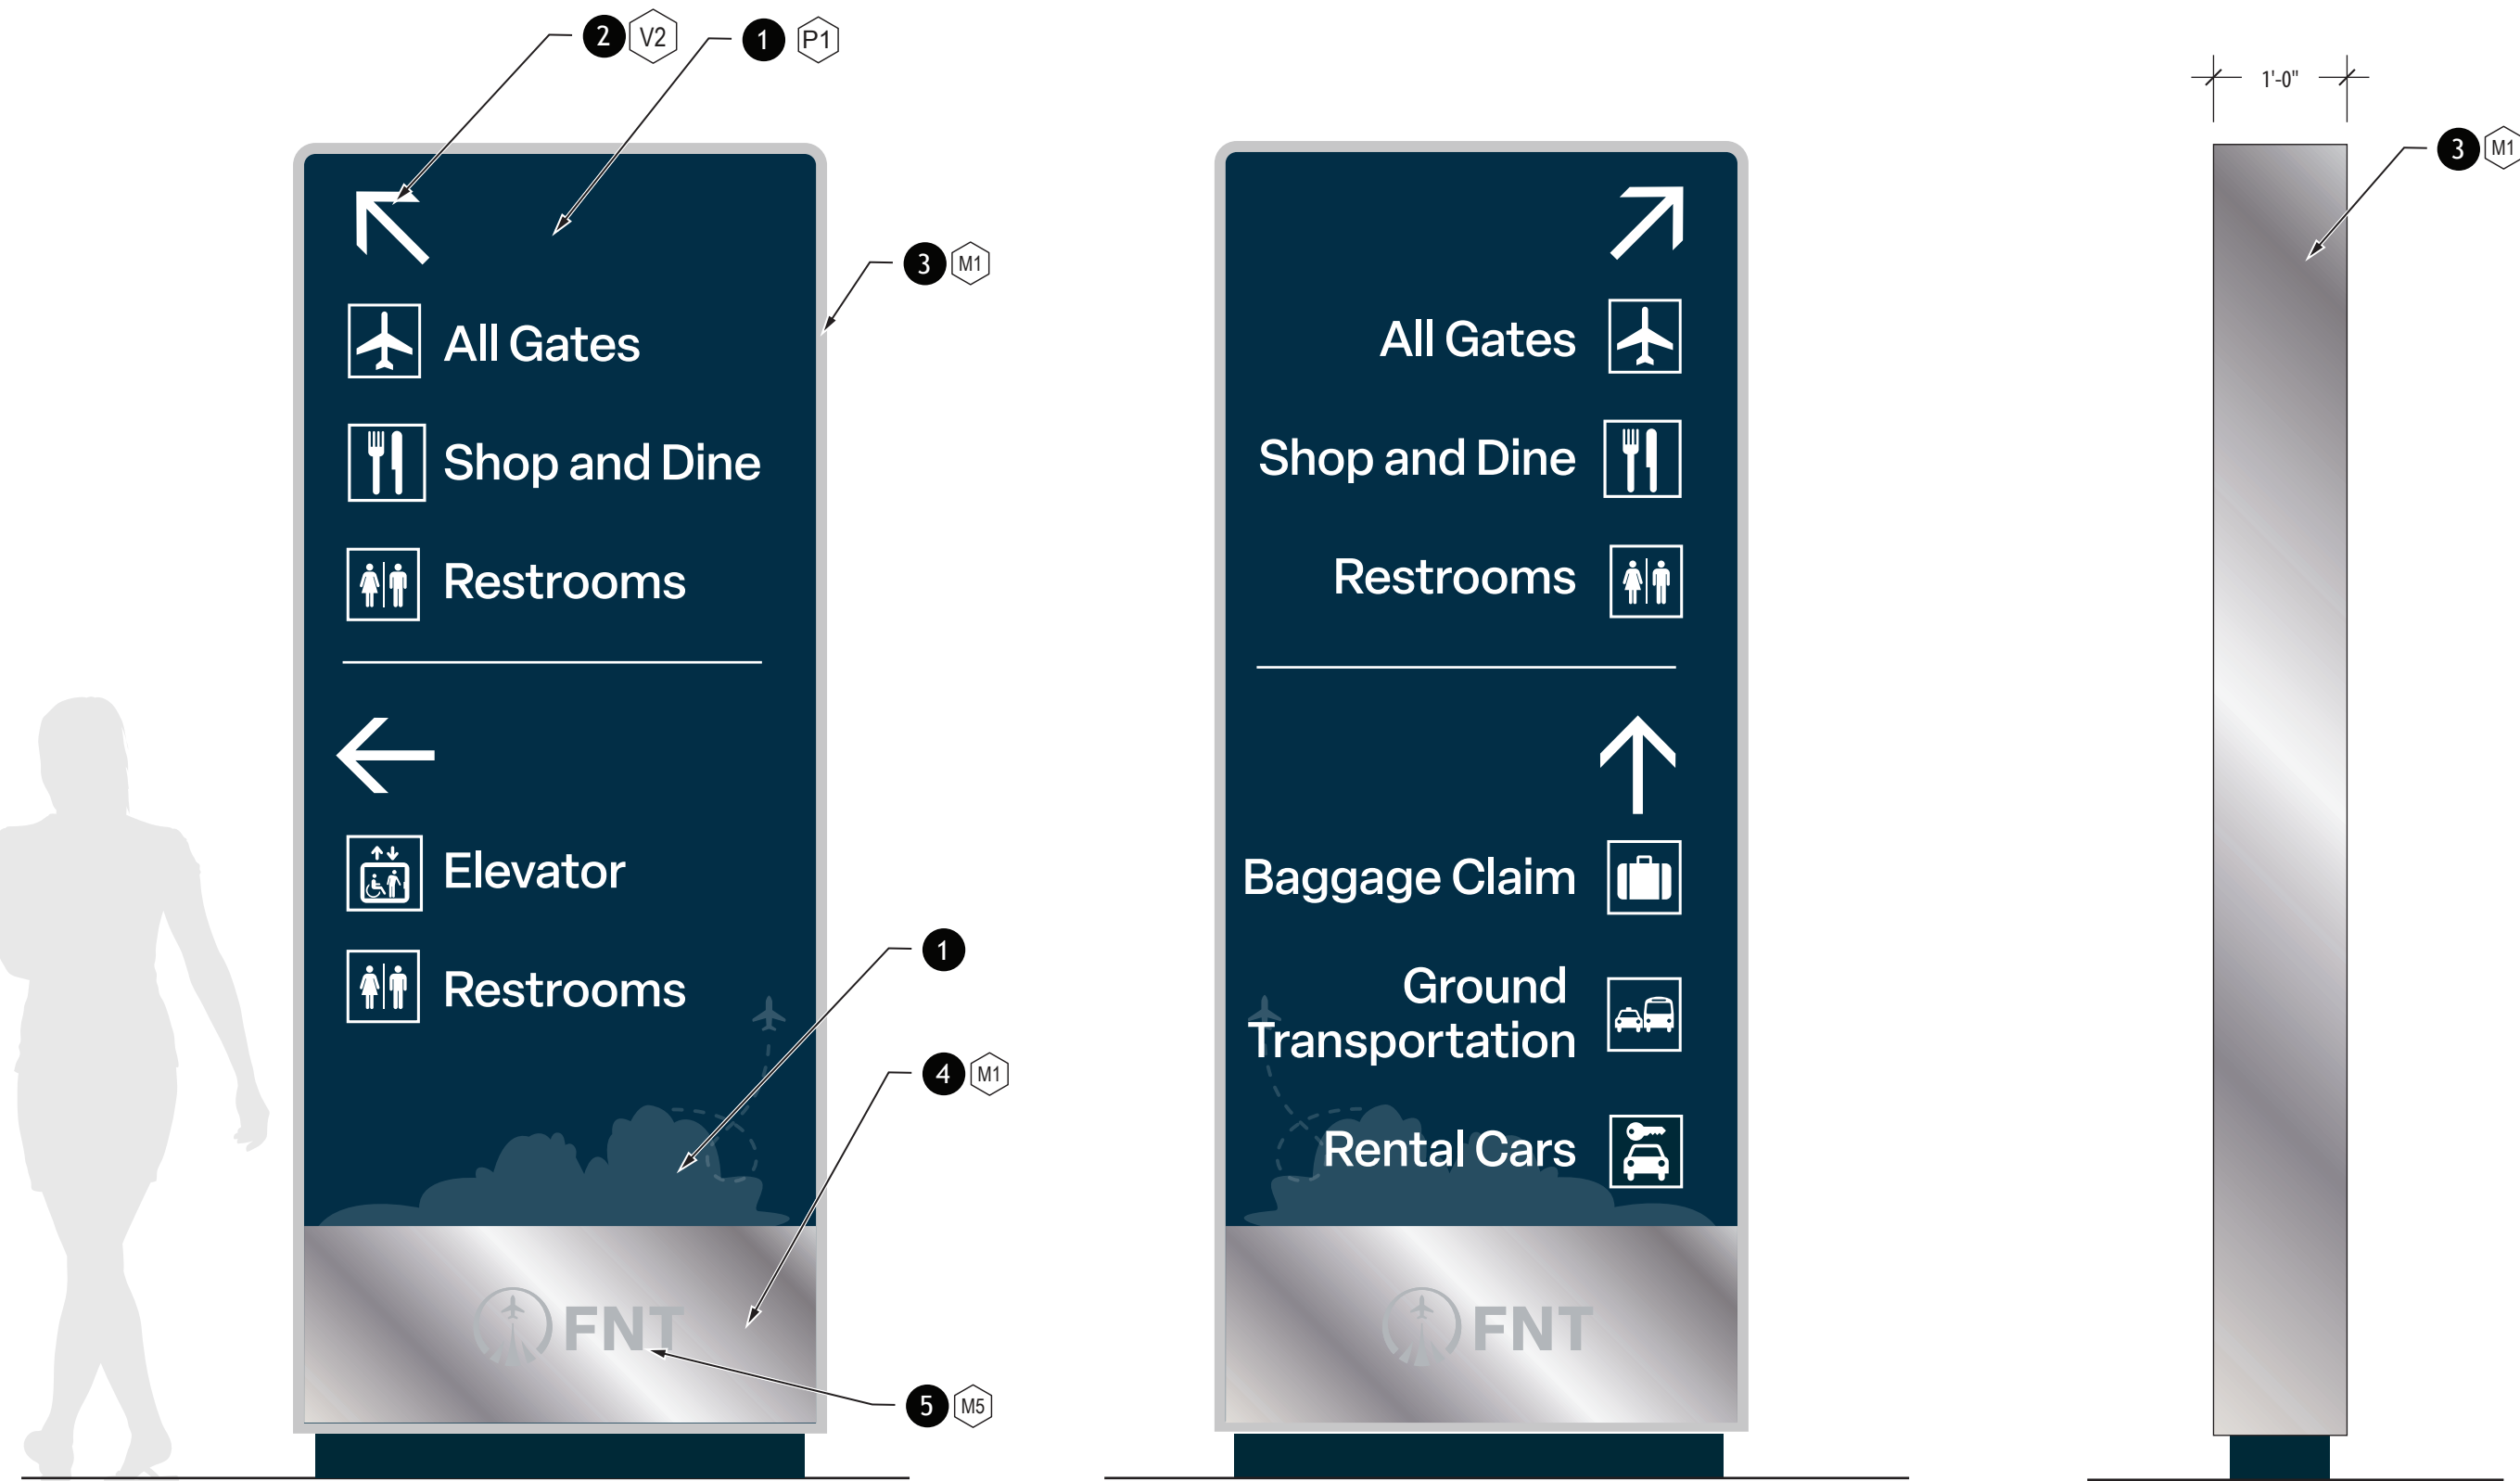 2 V2
1 P1
1'-0"
3 M1
3 M1
All Gates
Shop and Dine
Restrooms
Elevator
Restrooms
1
4 M1
FNT
5 M5
All Gates
Shop and Dine
Restrooms
Baggage Claim
Ground
Transportation
Rental Cars
FNT